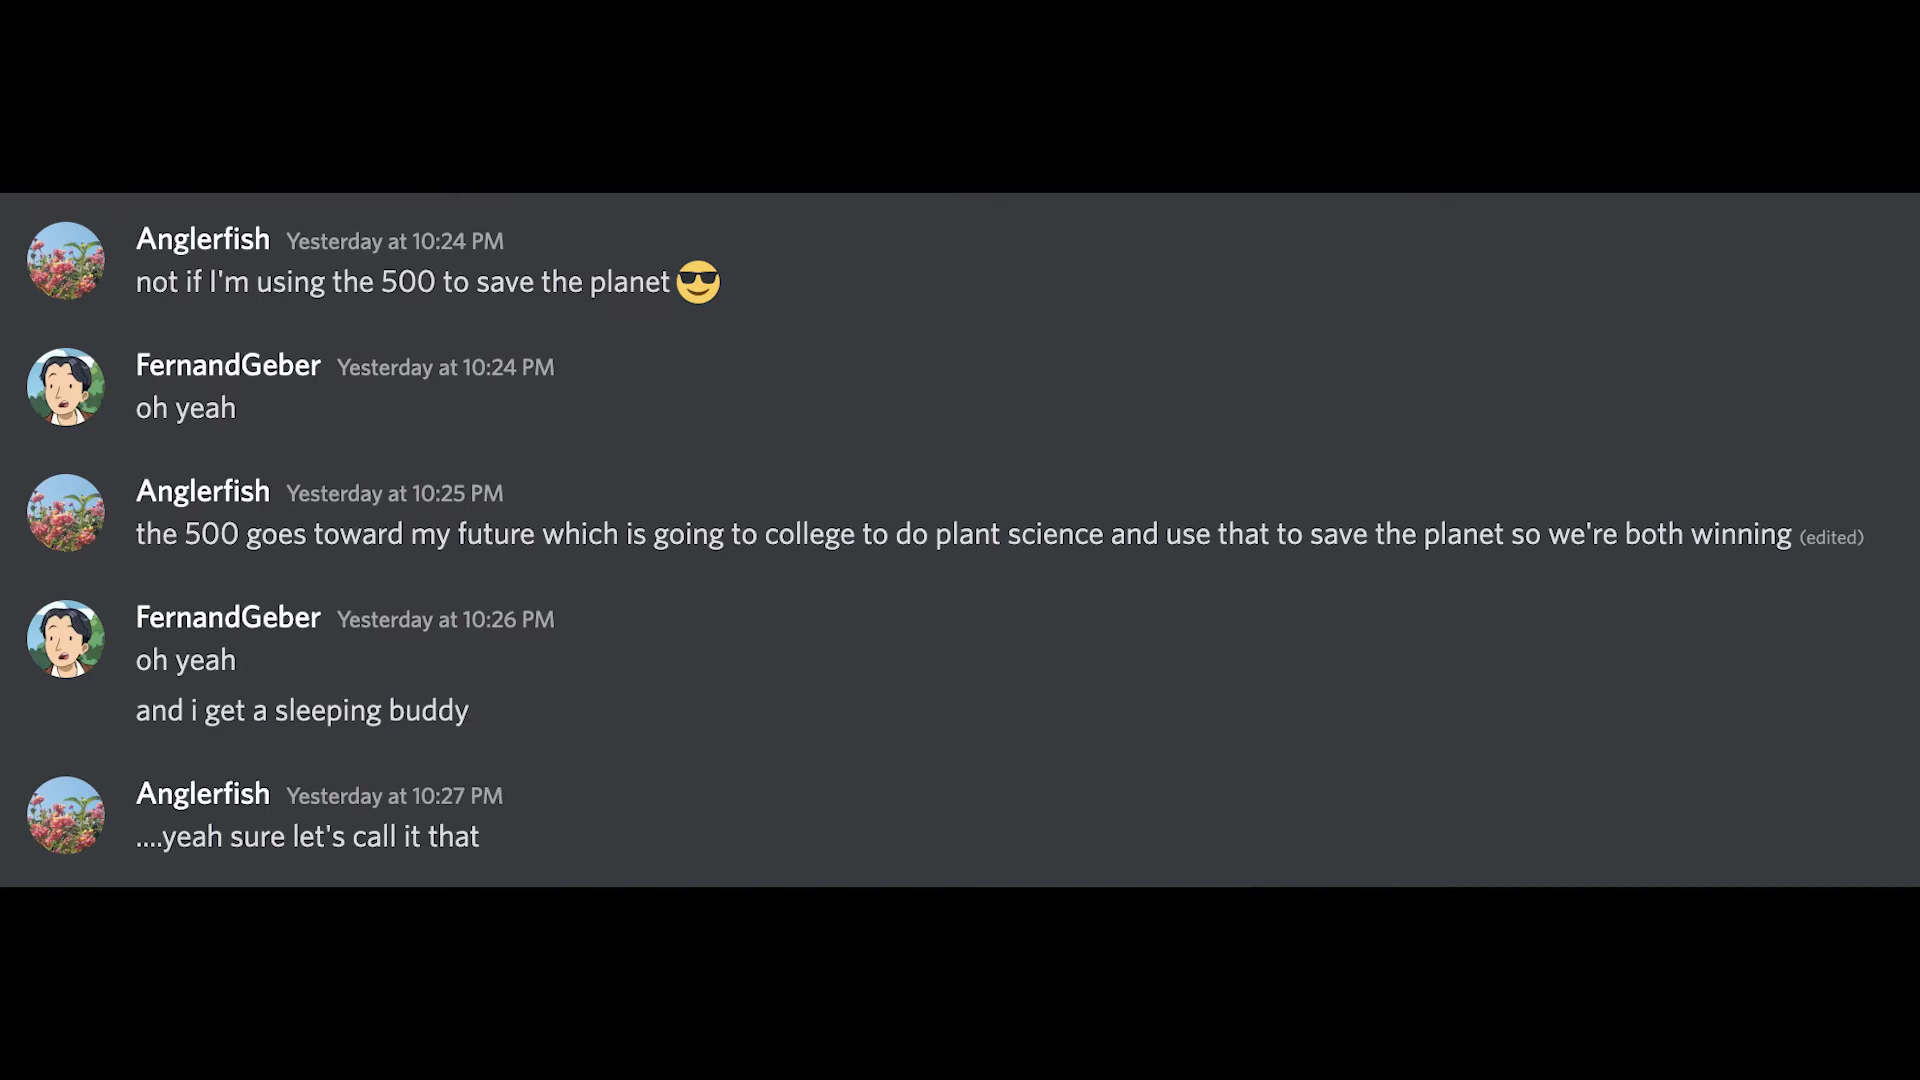 Anglerfish Yesterday at 10:24 PM
not if I'm using the 500 to save the planet 😎
FernandGeber Yesterday at 10:24 PM
oh yeah
Anglerfish Yesterday at 10:25 PM
the 500 goes toward my future which is going to college to do plant science and use that to save the planet so we're both winning (edited)
FernandGeber Yesterday at 10:26 PM
oh yeah
and i get a sleeping buddy
Anglerfish Yesterday at 10:27 PM
....yeah sure let's call it that